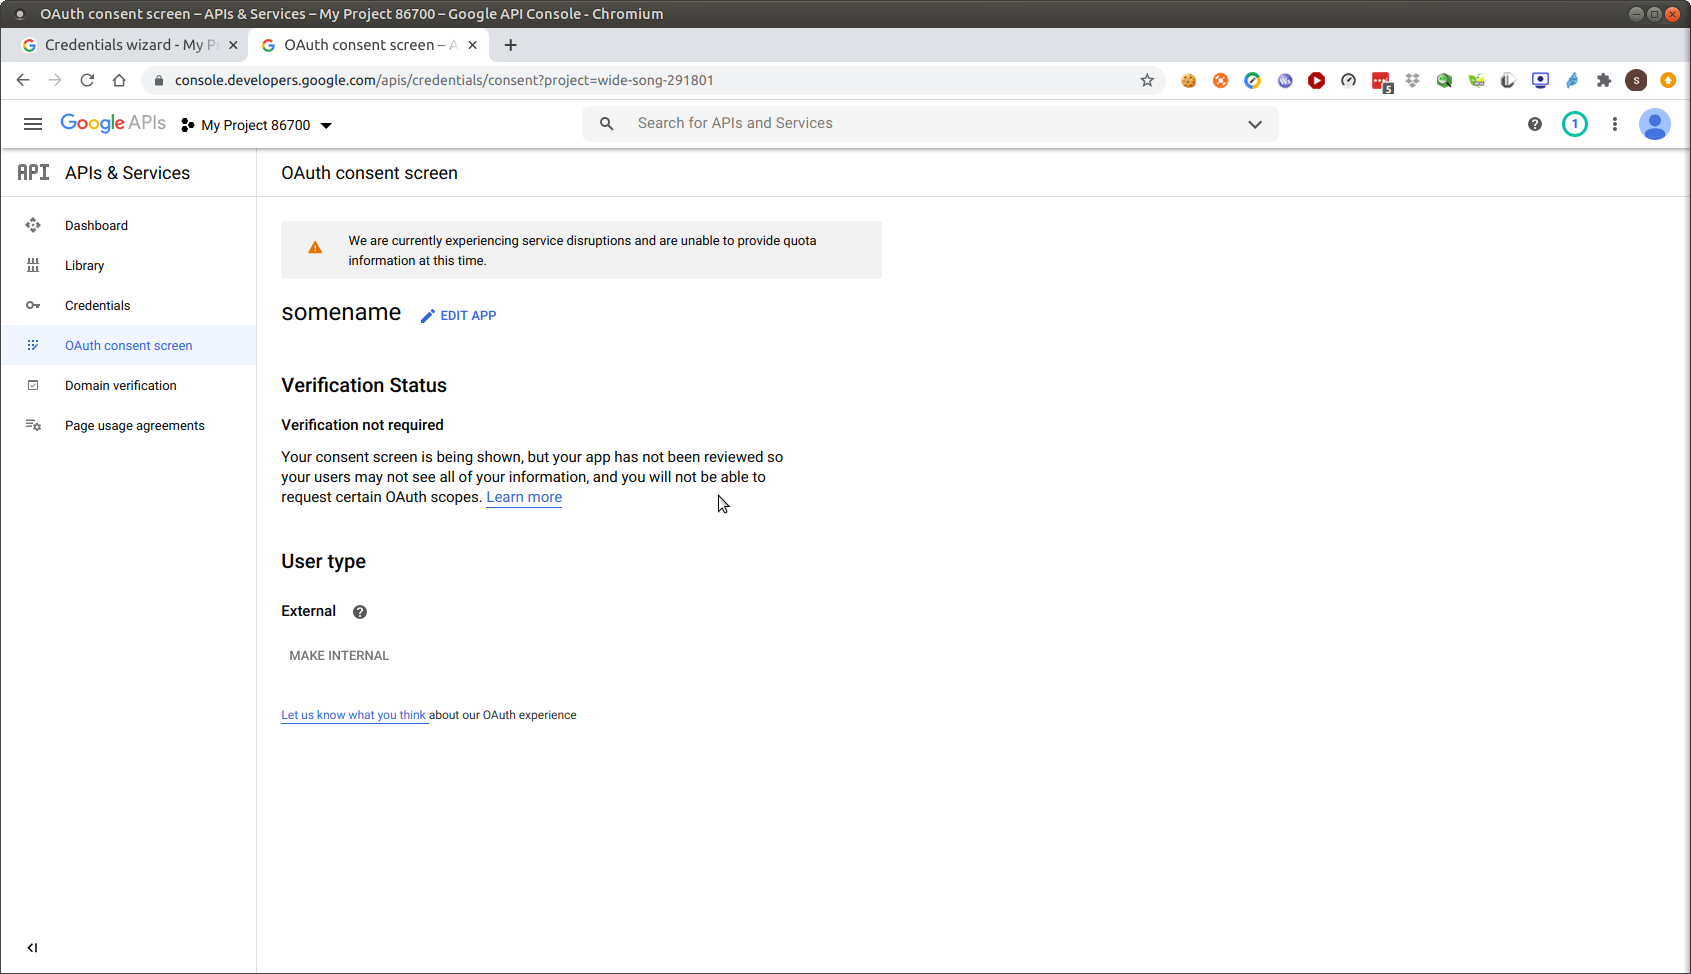 OAuth consent screen – APIs & Services – My Project 86700 – Google API Console - Chromium
Credentials wizard - My P
OAuth consent screen – A
console.developers.google.com/apis/credentials/consent?project=wide-song-291801
5
s
Google APIs
My Project 86700
Search for APIs and Services
1
API APIs & Services
OAuth consent screen
Dashboard
Library
Credentials
OAuth consent screen
Domain verification
Page usage agreements
We are currently experiencing service disruptions and are unable to provide quota
information at this time.
somename
EDIT APP
Verification Status
Verification not required
Your consent screen is being shown, but your app has not been reviewed so
your users may not see all of your information, and you will not be able to
request certain OAuth scopes. Learn more
User type
External
MAKE INTERNAL
Let us know what you think about our OAuth experience